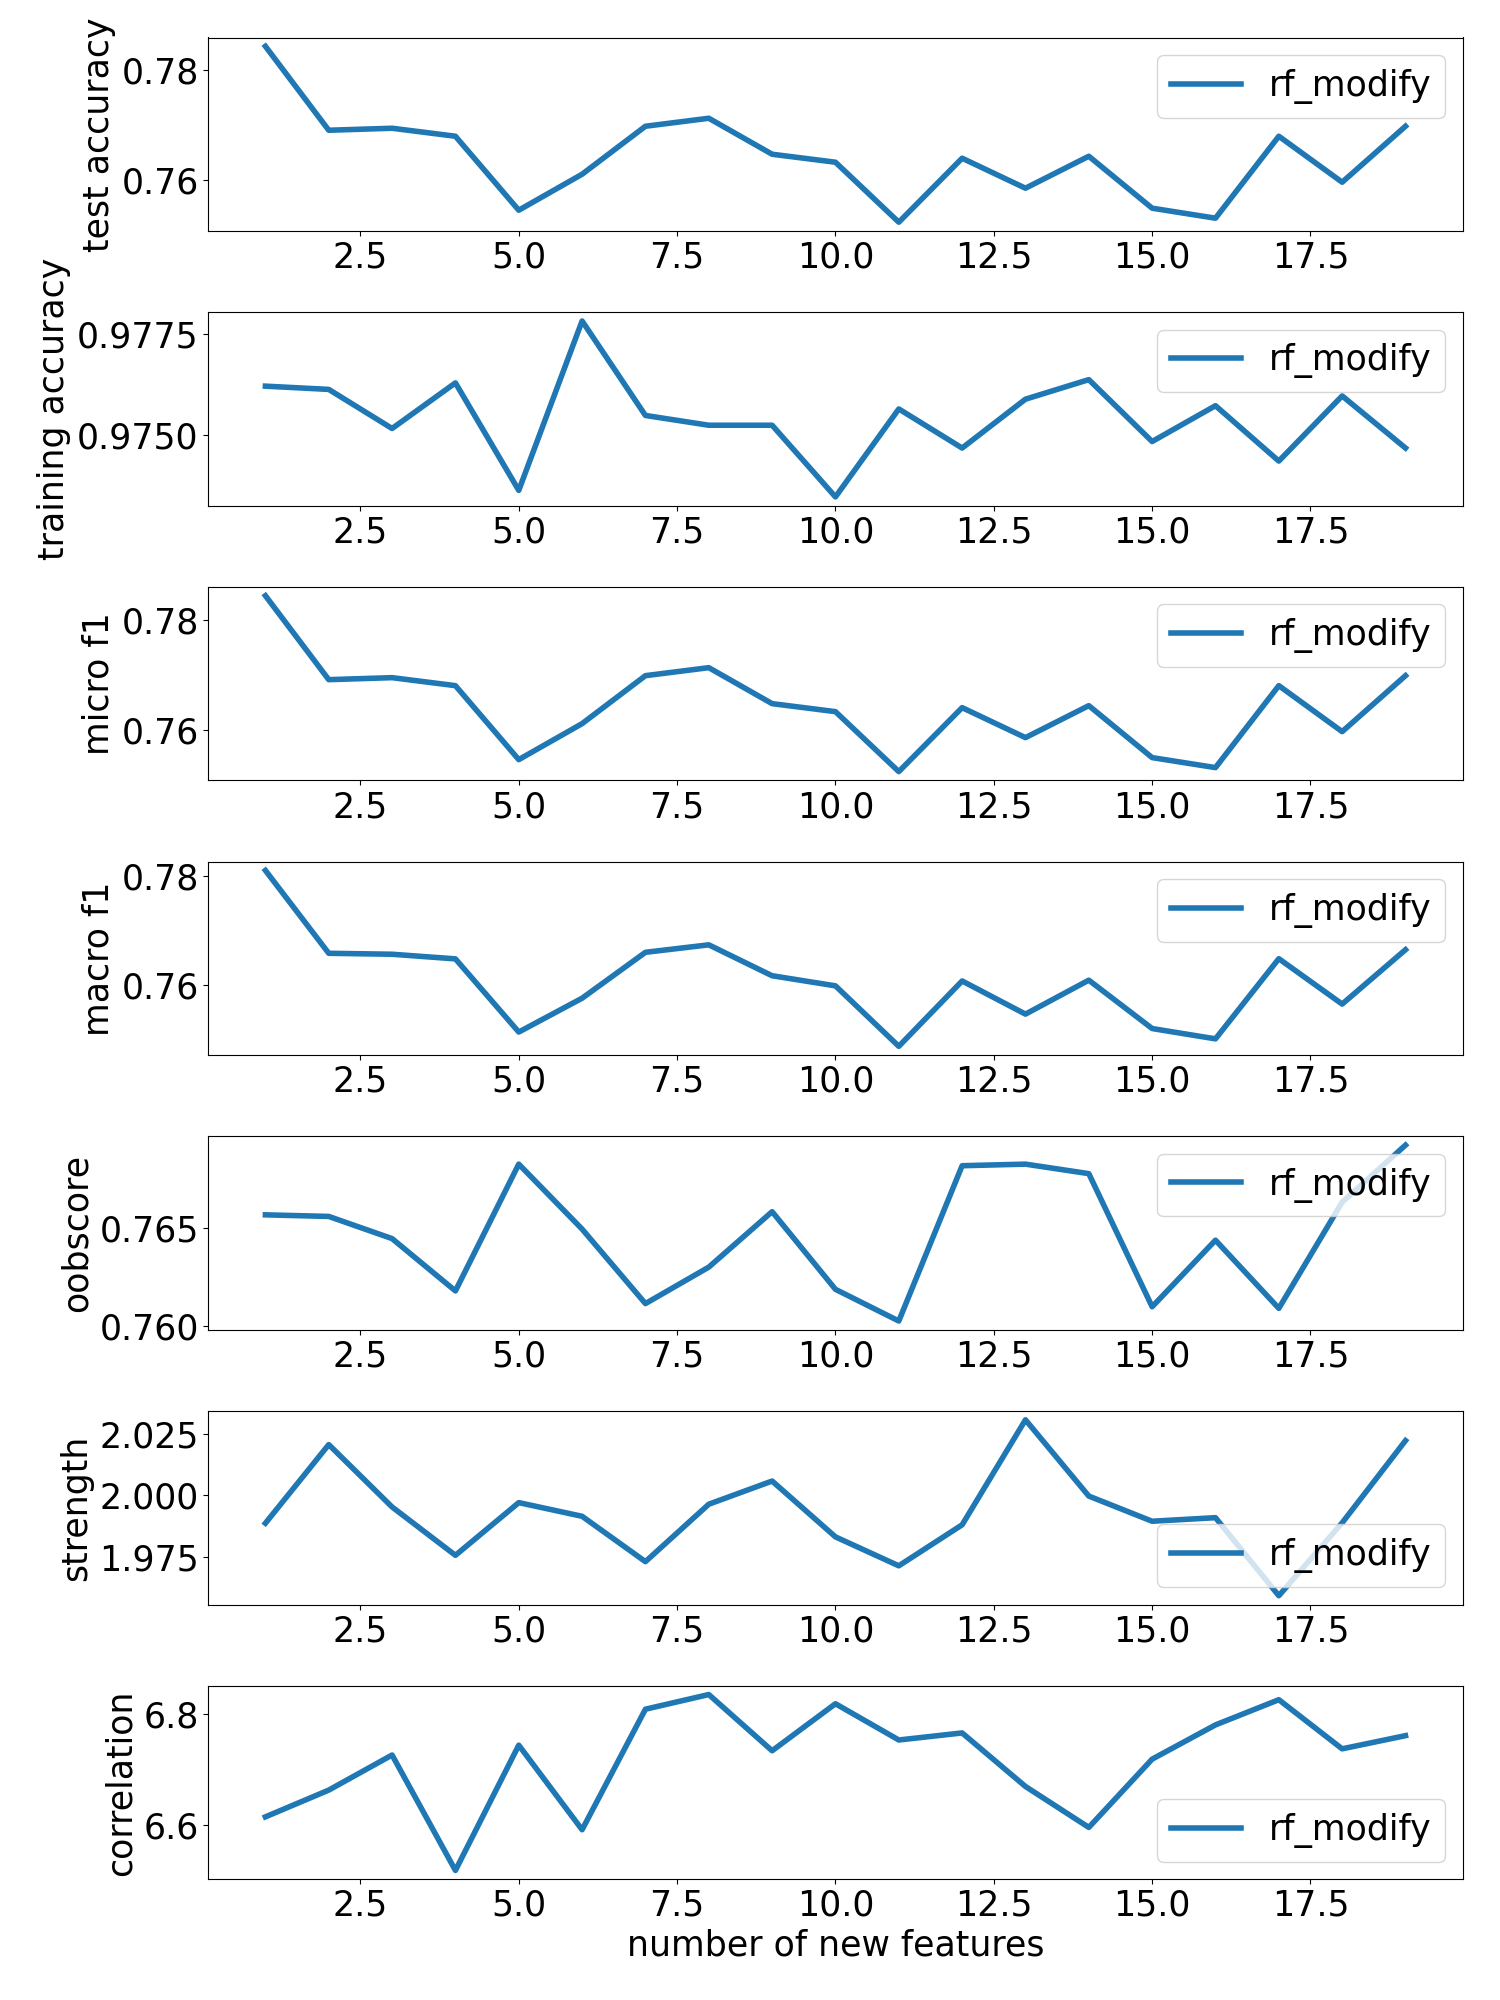 test accuracy
0.78
0.76
rf_modify
2.5 5.0 7.5 10.0 12.5 15.0 17.5
training accuracy
0.9775
0.9750
rf_modify
2.5 5.0 7.5 10.0 12.5 15.0 17.5
micro f1
0.78
0.76
rf_modify
2.5 5.0 7.5 10.0 12.5 15.0 17.5
macro f1
0.78
0.76
rf_modify
2.5 5.0 7.5 10.0 12.5 15.0 17.5
oobscore
0.765
0.760
rf_modify
2.5 5.0 7.5 10.0 12.5 15.0 17.5
strength
2.025
2.000
1.975
rf_modify
2.5 5.0 7.5 10.0 12.5 15.0 17.5
correlation
6.8
6.6
rf_modify
2.5 5.0 7.5 10.0 12.5 15.0 17.5
number of new features